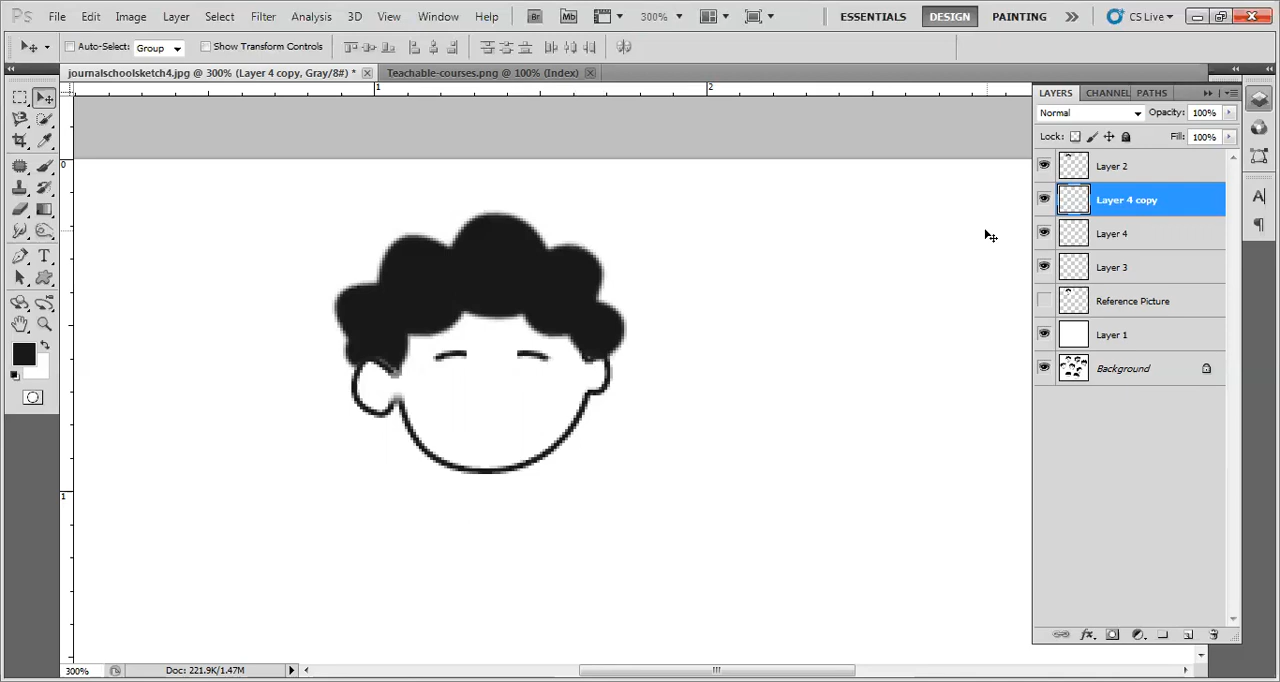 Ps File Edit Image Layer Select Filter Analysis 3D View Window Help Br Mb 300% ESSENTIALS DESIGN PAINTING CS Live
Auto-Select: Group Show Transform Controls
journalschoolsketch4.jpg @ 300% (Layer 4 copy, Gray/8#) * Teachable-courses.png @ 100% (Index)
1 2
LAYERS CHANNEL PATHS
Normal Opacity: 100%
Lock: Fill: 100%
0
Layer 2
Layer 4 copy
Layer 4
Layer 3
Reference Picture
Layer 1
Background
1
300% Doc: 221.9K/1.47M